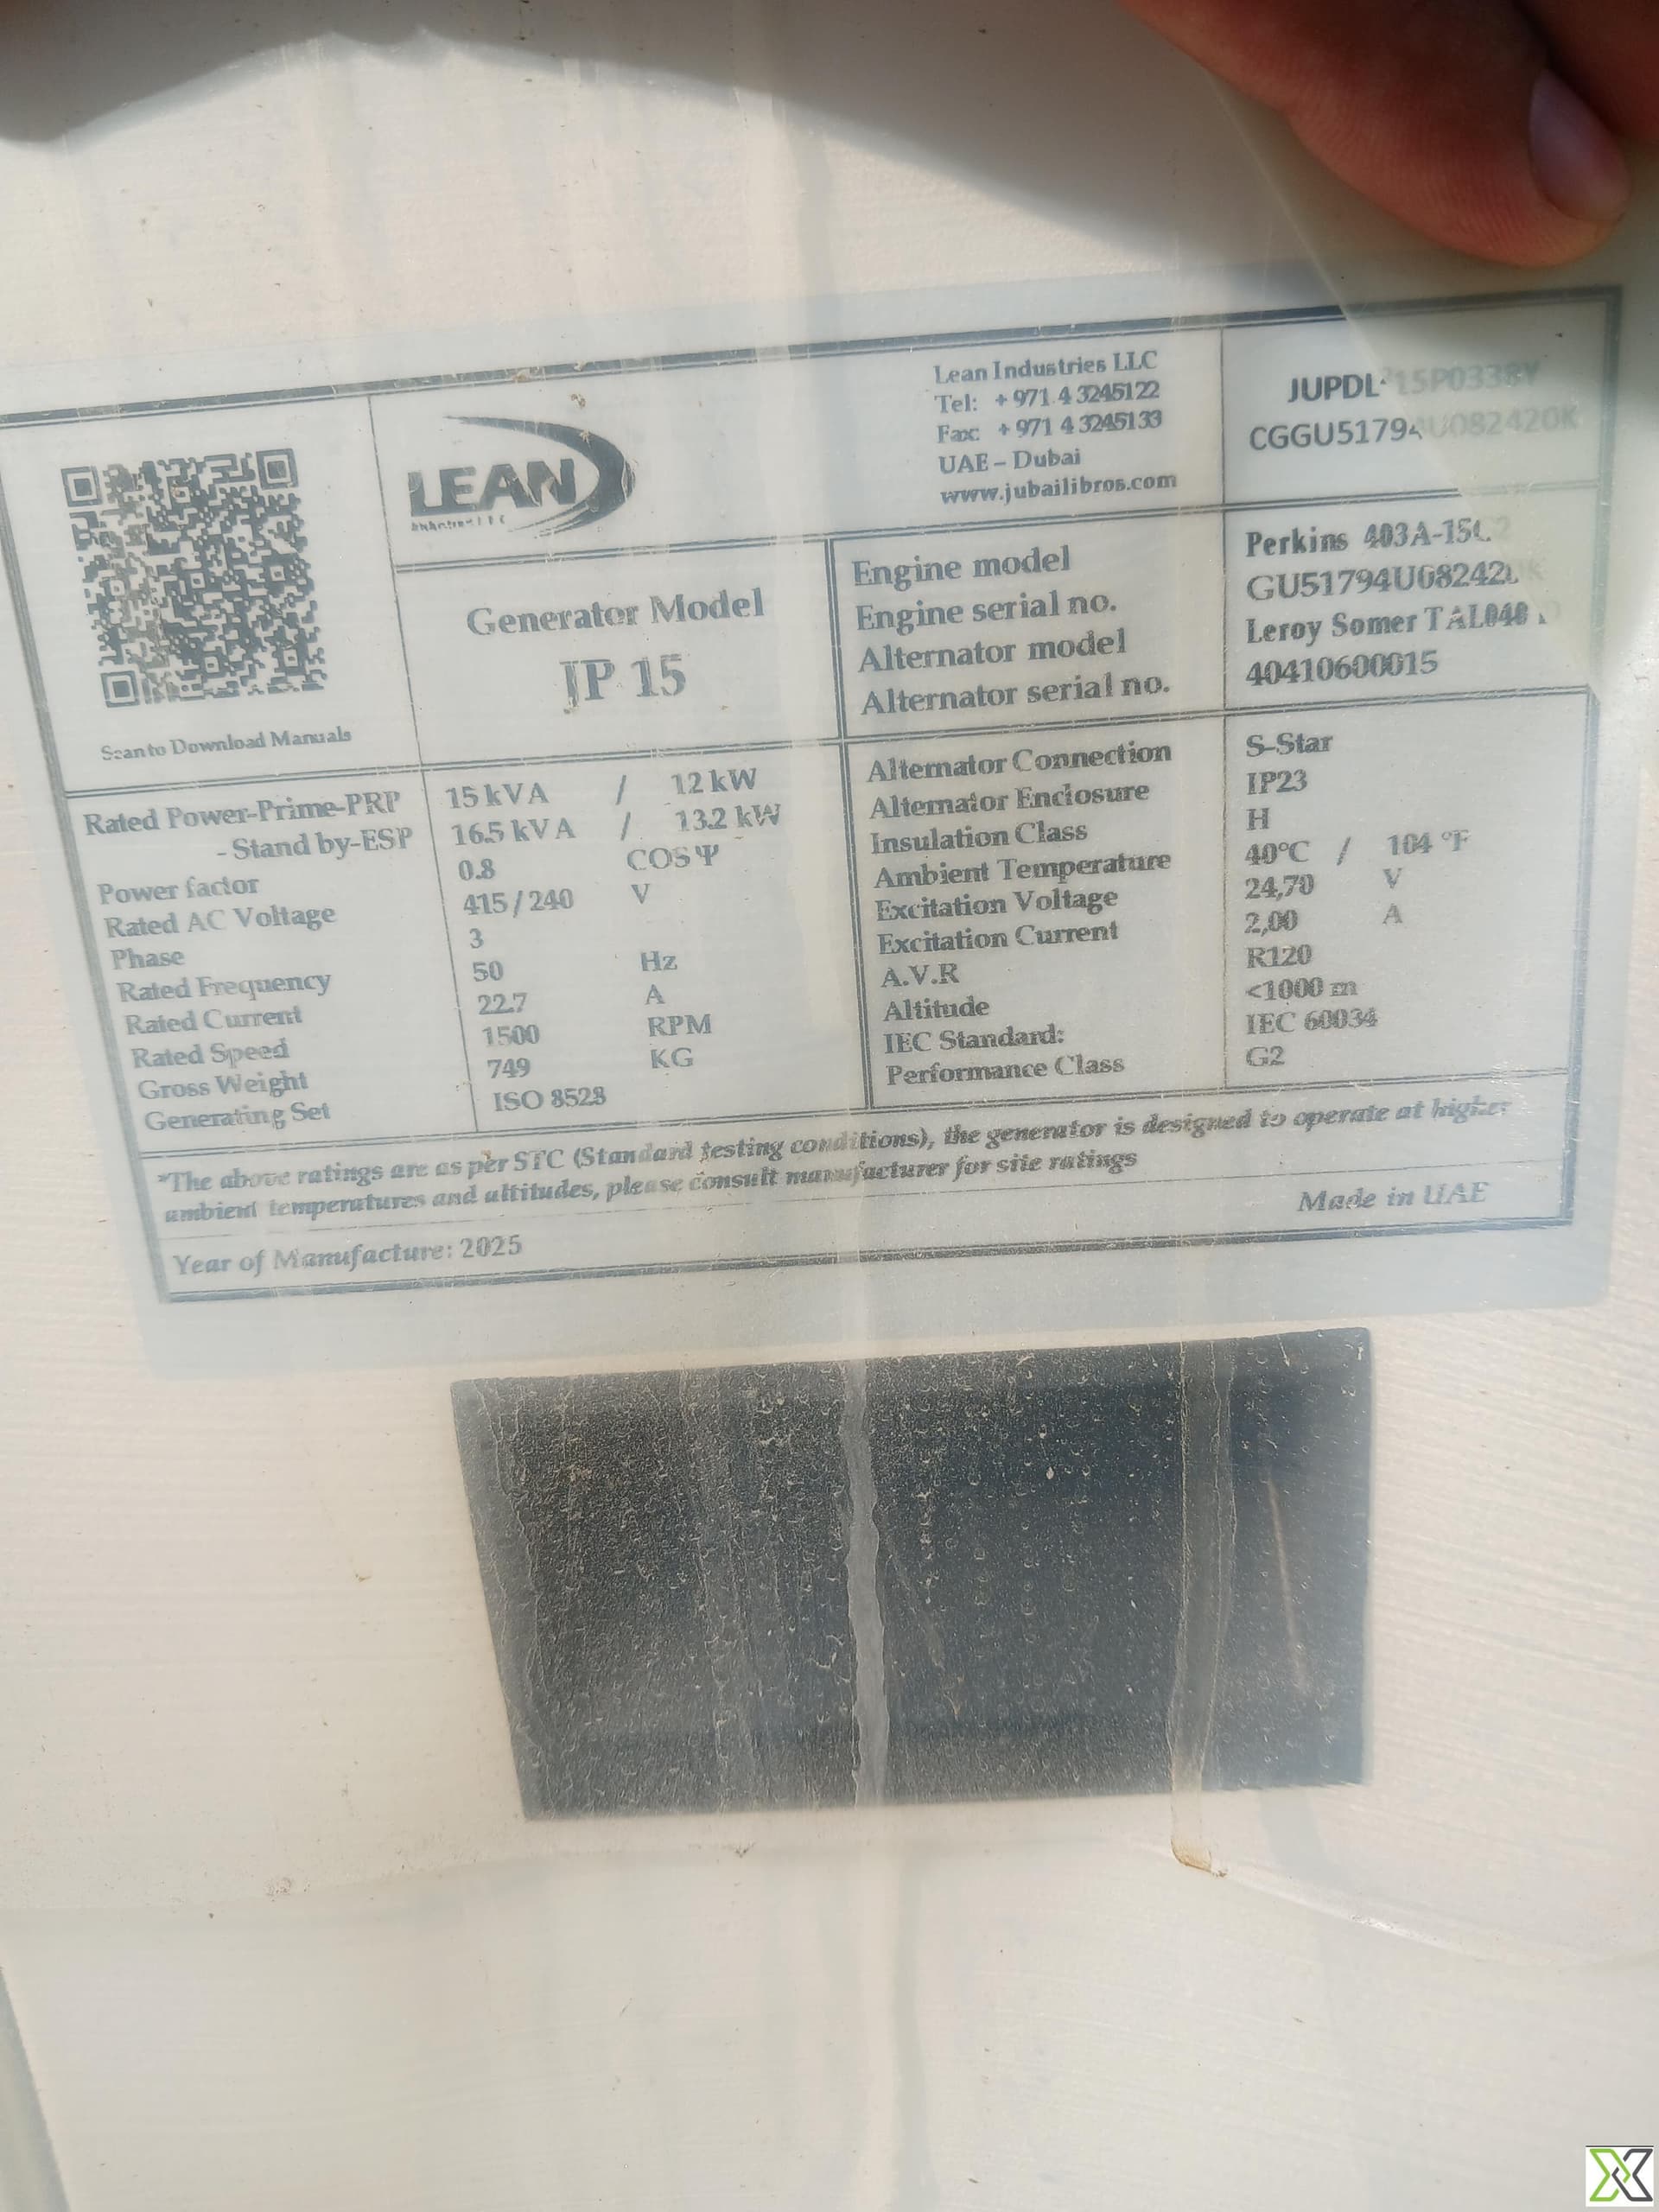 LEAN
Lean Industries LLC
Tel: +971 4 3245122
Fax: +971 4 3245133
UAE – Dubai
www.jubailibros.com
Scan to Download Manuals
Generator Model
JP 15
Engine model Perkins
Engine serial no.
Alternator model Leroy Somer
Alternator serial no. 40410600015
Rated Power-Prime-PRP 15 kVA / 12 kW
- Stand by-ESP 16.5 kVA / 13.2 kW
Power factor 0.8 COS Ψ
Rated AC Voltage 415/240 V
Phase 3
Rated Frequency 50 Hz
Rated Current 22.7 A
Rated Speed 1500 RPM
Gross Weight 749 KG
Generating Set ISO 8528
Alternator Connection S-Star
Alternator Enclosure IP23
Insulation Class H
Ambient Temperature 40°C / 104 °F
Excitation Voltage 24,70 V
Excitation Current 2,00 A
A.V.R R120
Altitude <1000 m
IEC Standard: IEC 60034
Performance Class G2
*The above ratings are as per STC (Standard testing conditions), the generator is designed to operate at higher
ambient temperatures and altitudes, please consult manufacturer for site ratings
Made in UAE
Year of Manufacture: 2025